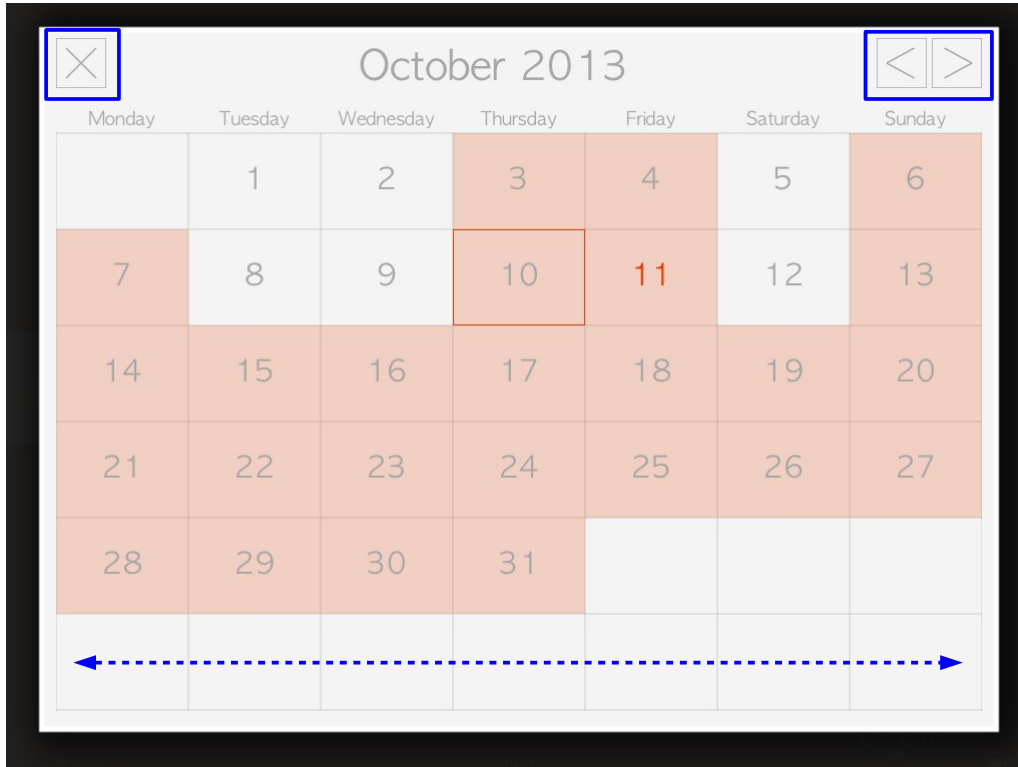 October 2013
Monday Tuesday Wednesday Thursday Friday Saturday Sunday
1 2 3 4 5 6
7 8 9 10 11 12 13
14 15 16 17 18 19 20
21 22 23 24 25 26 27
28 29 30 31